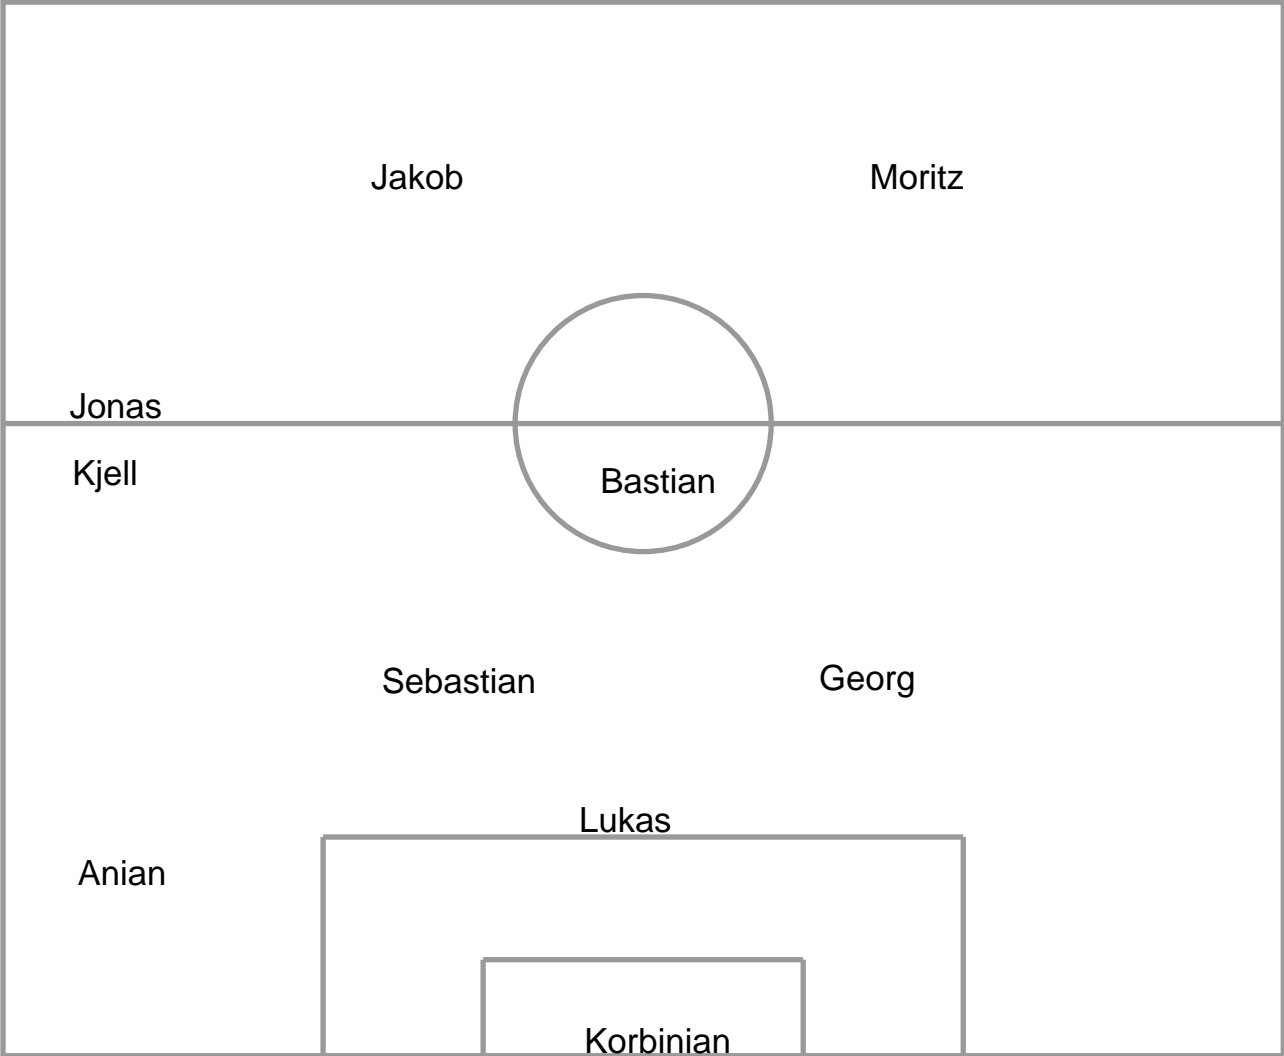 Jakob
Moritz
Jonas
Kjell
Bastian
Sebastian
Georg
Lukas
Anian
Korbinian